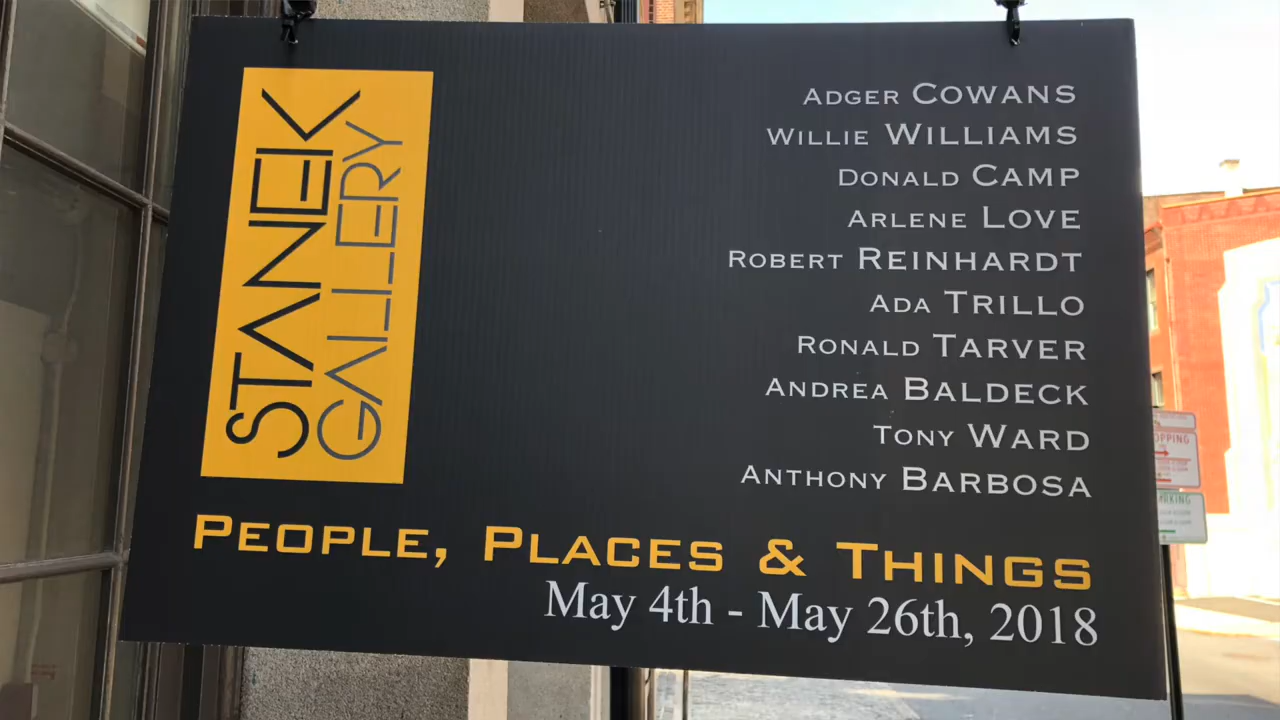 STANEK
GALLERY
Adger Cowans
Willie Williams
Donald Camp
Arlene Love
Robert Reinhardt
Ada Trillo
Ronald Tarver
Andrea Baldeck
Tony Ward
Anthony Barbosa
People, Places & Things
May 4th - May 26th, 2018